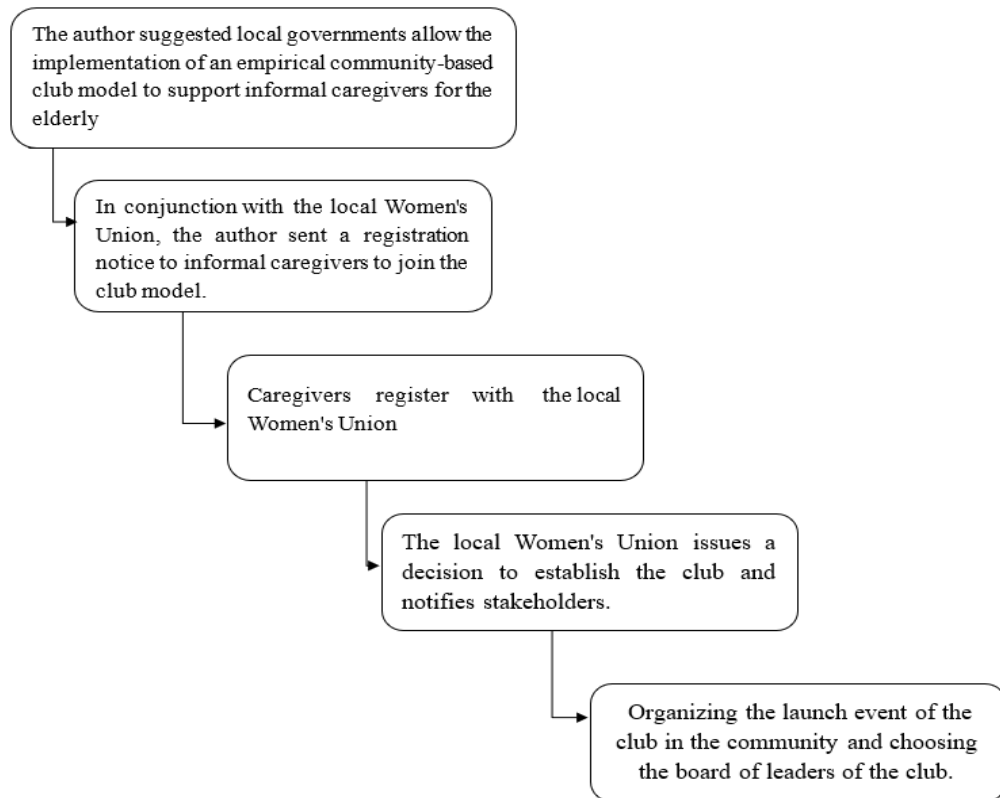 The author suggested local governments allow the
implementation of an empirical community-based
club model to support informal caregivers for the
elderly
In conjunction with the local Women's
Union, the author sent a registration
notice to informal caregivers to join the
club model.
Caregivers register with the local
Women's Union
The local Women's Union issues a
decision to establish the club and
notifies stakeholders.
Organizing the launch event of the
club in the community and choosing
the board of leaders of the club.